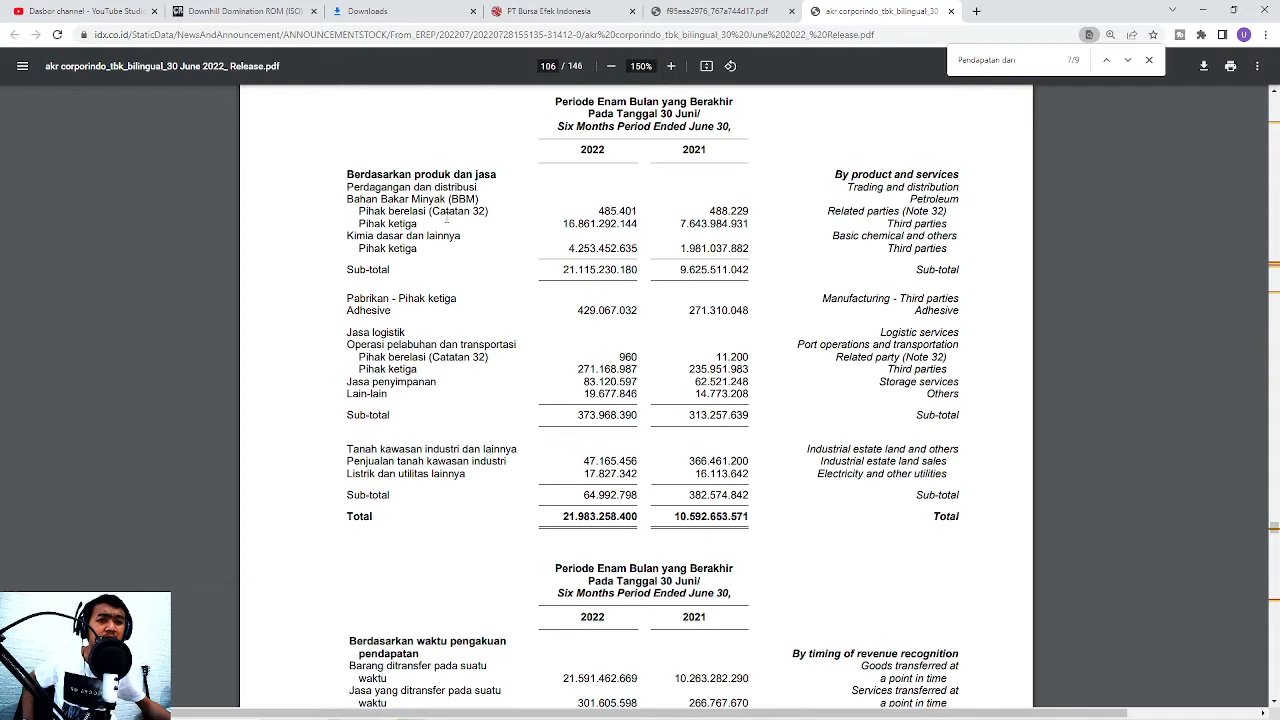 Dasbor channel - YouTube Studi
Downhill Domination ROM (ISO)
Downloads
PT Bursa Efek Indonesia
f95eaa2976_767a744d17.pdf
akr corporindo_tbk_bilingual_30
idx.co.id/StaticData/NewsAndAnnouncement/ANNOUNCEMENTSTOCK/From_EREP/202207/20220728155135-31412-0/akr%20corporindo_tbk_bilingual_30%20June%202022_%20Release.pdf
akr corporindo_tbk_bilingual_30 June 2022_ Release.pdf
106 / 146
150%
Pendapatan dari
7/9
Periode Enam Bulan yang Berakhir
Pada Tanggal 30 Juni/
Six Months Period Ended June 30,
2022 2021
Berdasarkan produk dan jasa By product and services
Perdagangan dan distribusi Trading and distribution
Bahan Bakar Minyak (BBM) Petroleum
Pihak berelasi (Catatan 32) 485.401 488.229 Related parties (Note 32)
Pihak ketiga 16.861.292.144 7.643.984.931 Third parties
Kimia dasar dan lainnya Basic chemical and others
Pihak ketiga 4.253.452.635 1.981.037.882 Third parties
Sub-total 21.115.230.180 9.625.511.042 Sub-total
Pabrikan - Pihak ketiga Manufacturing - Third parties
Adhesive 429.067.032 271.310.048 Adhesive
Jasa logistik Logistic services
Operasi pelabuhan dan transportasi Port operations and transportation
Pihak berelasi (Catatan 32) 960 11.200 Related party (Note 32)
Pihak ketiga 271.168.987 235.951.983 Third parties
Jasa penyimpanan 83.120.597 62.521.248 Storage services
Lain-lain 19.677.846 14.773.208 Others
Sub-total 373.968.390 313.257.639 Sub-total
Tanah kawasan industri dan lainnya Industrial estate land and others
Penjualan tanah kawasan industri 47.165.456 366.461.200 Industrial estate land sales
Listrik dan utilitas lainnya 17.827.342 16.113.642 Electricity and other utilities
Sub-total 64.992.798 382.574.842 Sub-total
Total 21.983.258.400 10.592.653.571 Total
Periode Enam Bulan yang Berakhir
Pada Tanggal 30 Juni/
Six Months Period Ended June 30,
2022 2021
Berdasarkan waktu pengakuan
pendapatan By timing of revenue recognition
Barang ditransfer pada suatu Goods transferred at
waktu 21.591.462.669 10.263.282.290 a point in time
Jasa yang ditransfer pada suatu Services transferred at
waktu 301.605.598 266.767.670 a point in time